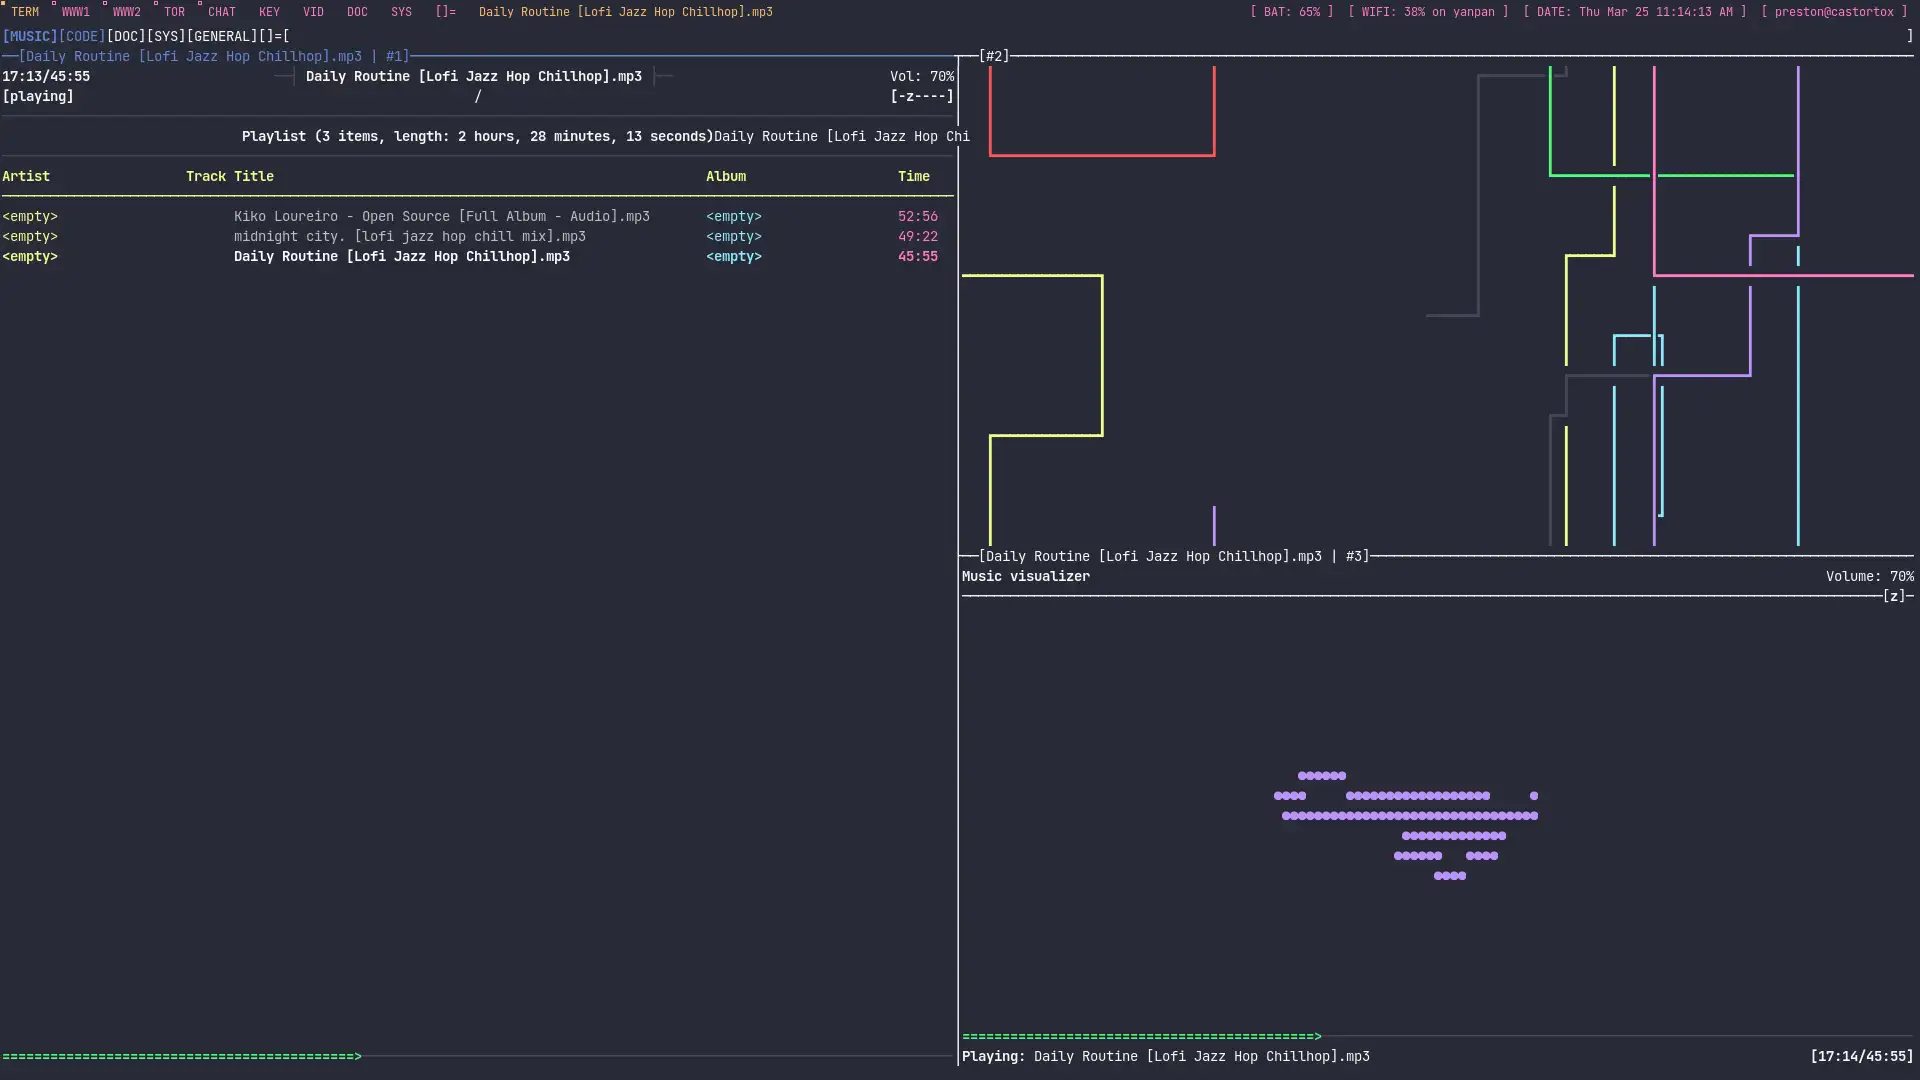 TERM WWW1 WWW2 TOR CHAT KEY VID DOC SYS []= Daily Routine [Lofi Jazz Hop Chillhop].mp3 [ BAT: 65% ] [ WIFI: 38% on yanpan ] [ DATE: Thu Mar 25 11:14:13 AM ] [ preston@castortox ]
[MUSIC][CODE][DOC][SYS][GENERAL][]=[ ]
[Daily Routine [Lofi Jazz Hop Chillhop].mp3 | #1]
17:13/45:55 Daily Routine [Lofi Jazz Hop Chillhop].mp3 Vol: 70%
[playing] / [-z----]
Playlist (3 items, length: 2 hours, 28 minutes, 13 seconds)Daily Routine [Lofi Jazz Hop Chi
Artist Track Title Album Time
<empty> Kiko Loureiro - Open Source [Full Album - Audio].mp3 <empty> 52:56
<empty> midnight city. [lofi jazz hop chill mix].mp3 <empty> 49:22
<empty> Daily Routine [Lofi Jazz Hop Chillhop].mp3 <empty> 45:55
============================================>
[#2]
[Daily Routine [Lofi Jazz Hop Chillhop].mp3 | #3]
Music visualizer Volume: 70%
[z]
============================================>
Playing: Daily Routine [Lofi Jazz Hop Chillhop].mp3 [17:14/45:55]